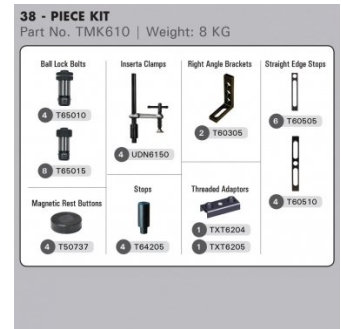 38 - PIECE KIT
Part No. TMK610 | Weight: 8 KG
Ball Lock Bolts
4 T65010
8 T65015
Inserta Clamps
4 UDN6150
Right Angle Brackets
2 T60305
Straight Edge Stops
6 T60505
4 T60510
Magnetic Rest Buttons
4 T50737
Stops
4 T64205
Threaded Adaptors
1 TXT6204
1 TXT6205